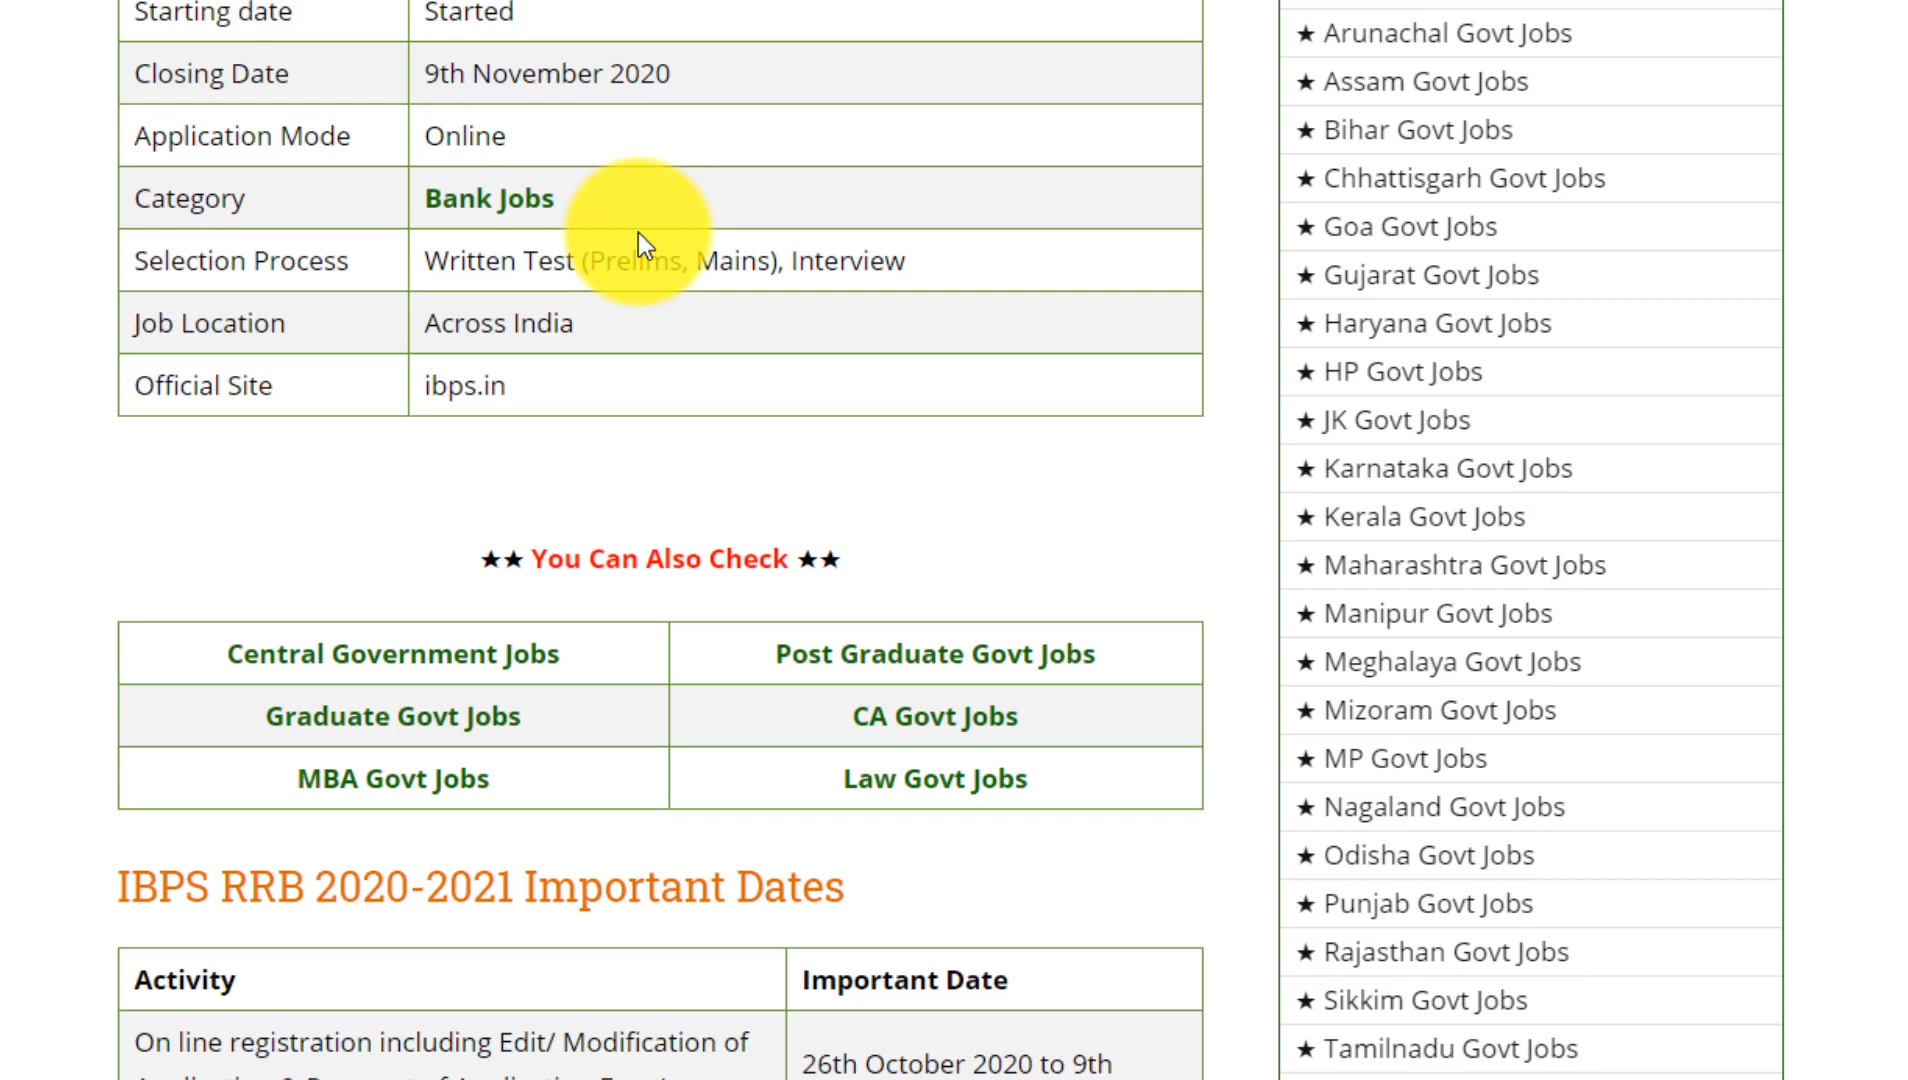 Starting date Started
Closing Date 9th November 2020
Application Mode Online
Category Bank Jobs
Selection Process Written Test (Prelims, Mains), Interview
Job Location Across India
Official Site ibps.in
★★ You Can Also Check ★★
Central Government Jobs Post Graduate Govt Jobs
Graduate Govt Jobs CA Govt Jobs
MBA Govt Jobs Law Govt Jobs
IBPS RRB 2020-2021 Important Dates
Activity Important Date
On line registration including Edit/ Modification of
26th October 2020 to 9th
★ Arunachal Govt Jobs
★ Assam Govt Jobs
★ Bihar Govt Jobs
★ Chhattisgarh Govt Jobs
★ Goa Govt Jobs
★ Gujarat Govt Jobs
★ Haryana Govt Jobs
★ HP Govt Jobs
★ JK Govt Jobs
★ Karnataka Govt Jobs
★ Kerala Govt Jobs
★ Maharashtra Govt Jobs
★ Manipur Govt Jobs
★ Meghalaya Govt Jobs
★ Mizoram Govt Jobs
★ MP Govt Jobs
★ Nagaland Govt Jobs
★ Odisha Govt Jobs
★ Punjab Govt Jobs
★ Rajasthan Govt Jobs
★ Sikkim Govt Jobs
★ Tamilnadu Govt Jobs